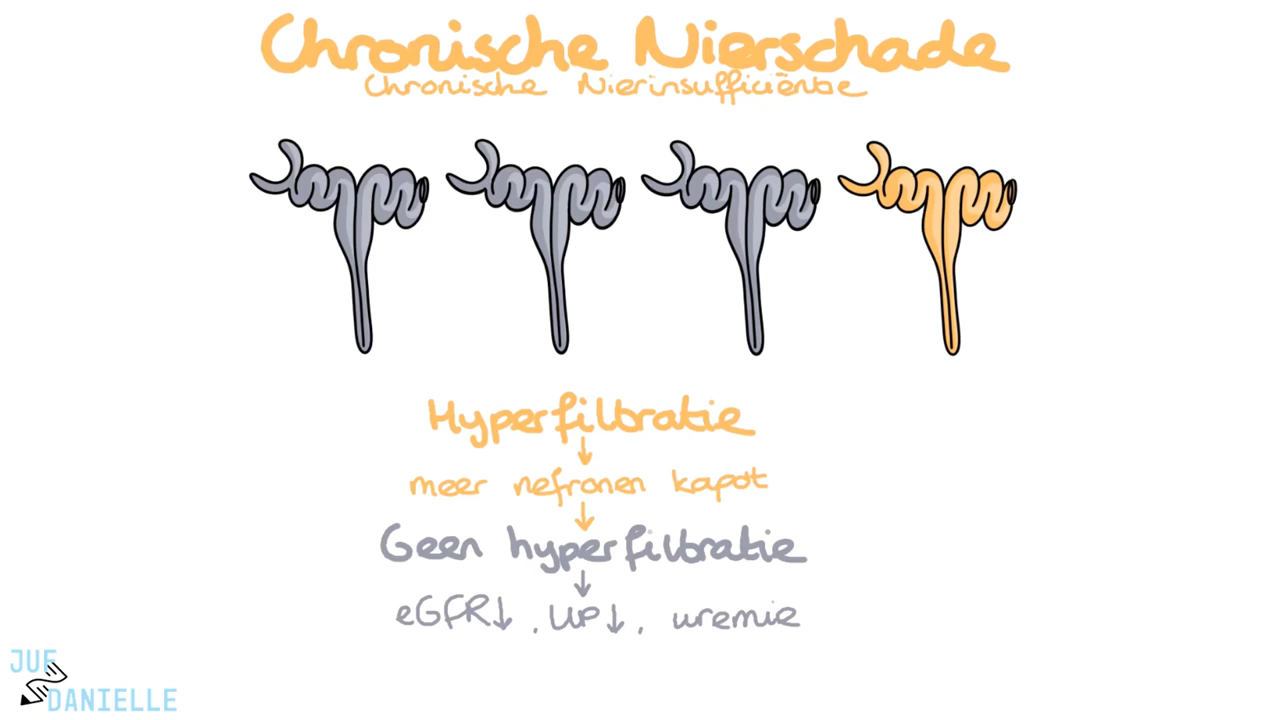 Chronische Nierschade
Chronische Nierinsufficiëntie
Hyperfiltratie
↓
meer nefronen kapot
↓
Geen hyperfiltratie
↓
eGFR↓, UP↓, uremie
JUF
DANIELLE